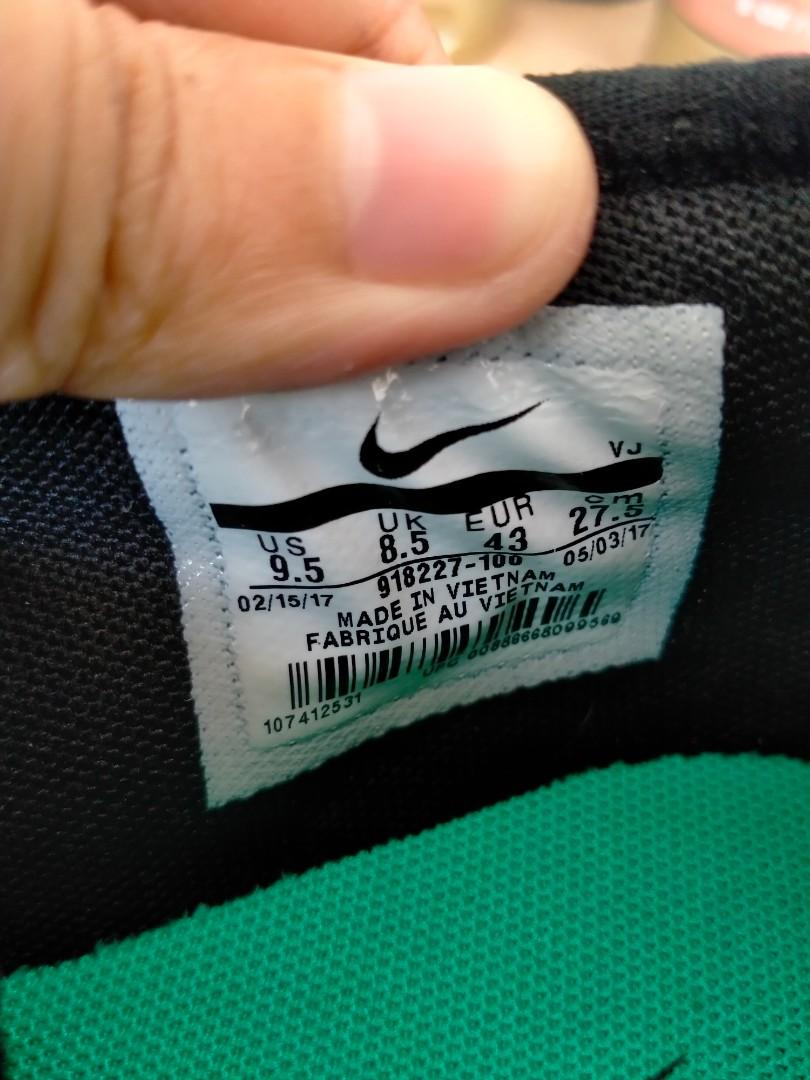 VJ
US UK EUR cm
9.5 8.5 43 27.5
02/15/17 918227-100 05/03/17
MADE IN VIETNAM
FABRIQUE AU VIETNAM
107412531